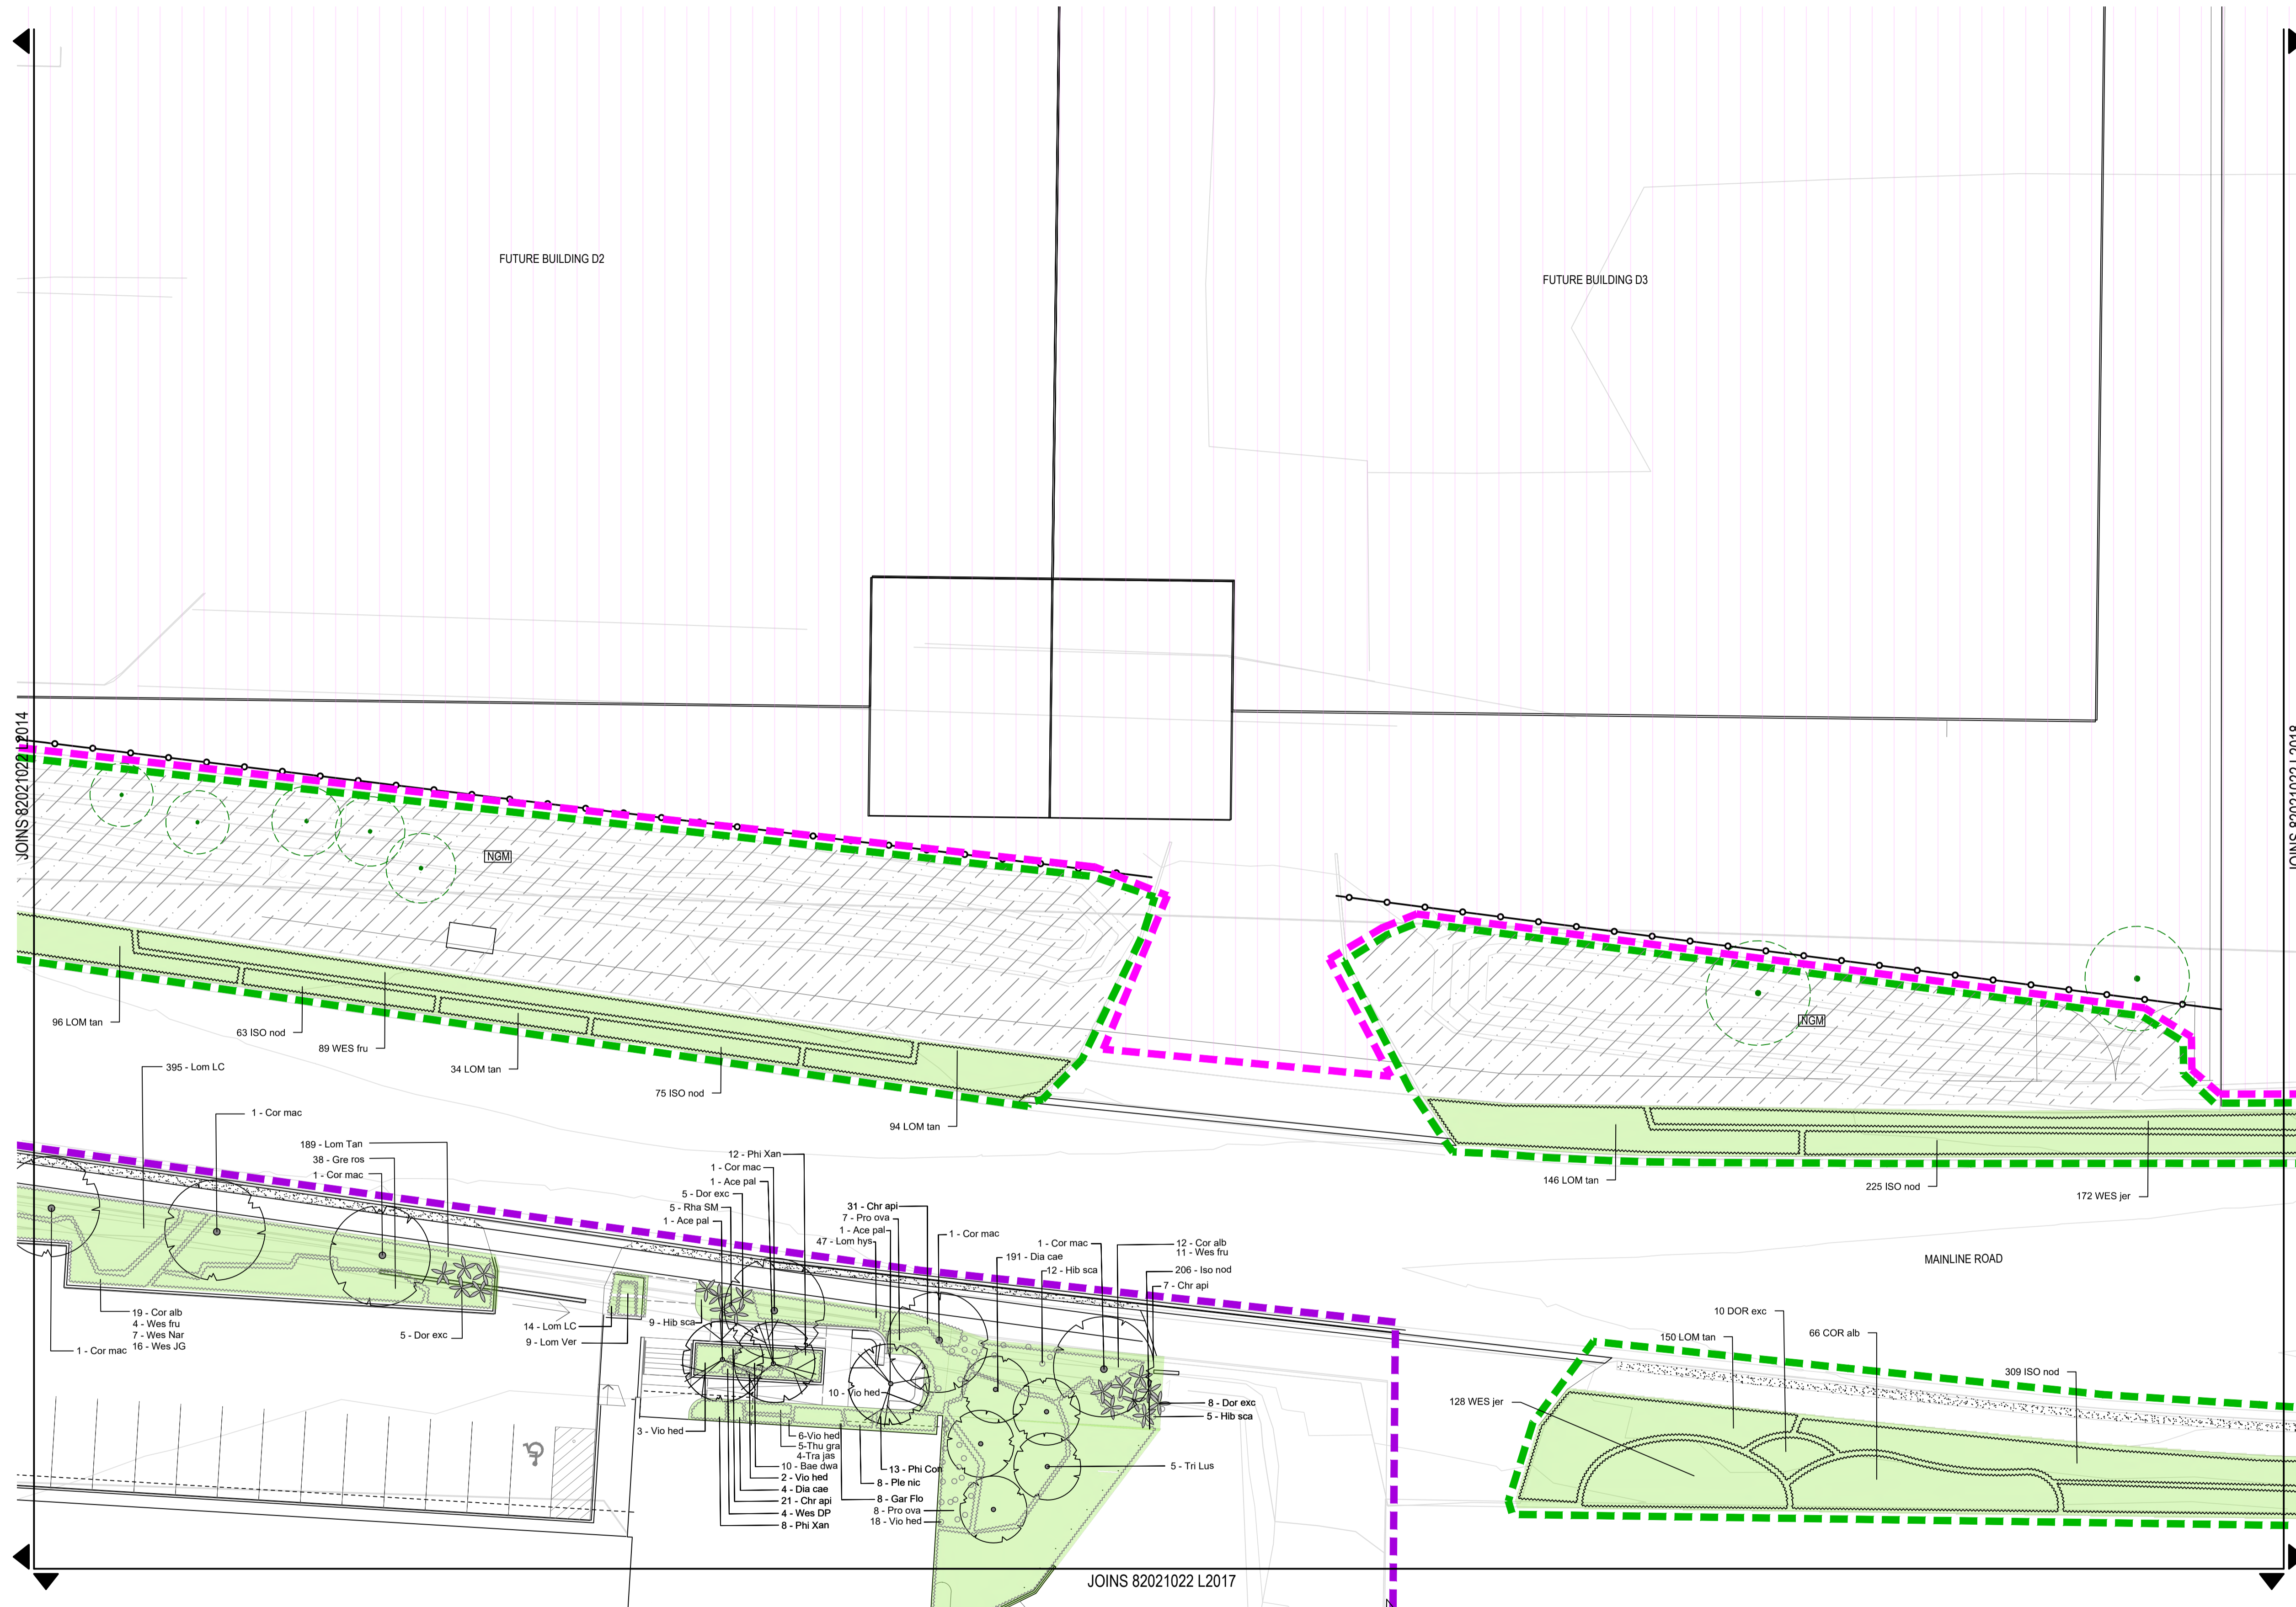 FUTURE BUILDING D2
FUTURE BUILDING D3
JOINS 82021022 L2014
JOINS 82021022 L2018
NGM
NGM
96 LOM tan
63 ISO nod
89 WES fru
34 LOM tan
75 ISO nod
94 LOM tan
146 LOM tan
225 ISO nod
172 WES jer
395 - Lom LC
1 - Cor mac
189 - Lom Tan
38 - Gre ros
1 - Cor mac
12 - Phi Xan
1 - Cor mac
1 - Ace pal
5 - Dor exc
5 - Rha SM
1 - Ace pal
31 - Chr api
7 - Pro ova
1 - Ace pal
47 - Lom hys
1 - Cor mac
1 - Cor mac
191 - Dia cae
12 - Hib sca
12 - Cor alb
11 - Wes fru
206 - Iso nod
7 - Chr api
MAINLINE ROAD
19 - Cor alb
4 - Wes fru
7 - Wes Nar
16 - Wes JG
1 - Cor mac
5 - Dor exc
14 - Lom LC
9 - Lom Ver
9 - Hib sca
10 - Vio hed
3 - Vio hed
6-Vio hed
5-Thu gra
4-Tra jas
10 - Bae dwa
2 - Vio hed
4 - Dia cae
21 - Chr api
4 - Wes DP
8 - Phi Xan
13 - Phi Con
8 - Ple nic
8 - Gar Flo
8 - Pro ova
18 - Vio hed
8 - Dor exc
5 - Hib sca
5 - Tri Lus
10 DOR exc
150 LOM tan
66 COR alb
309 ISO nod
128 WES jer
JOINS 82021022 L2017